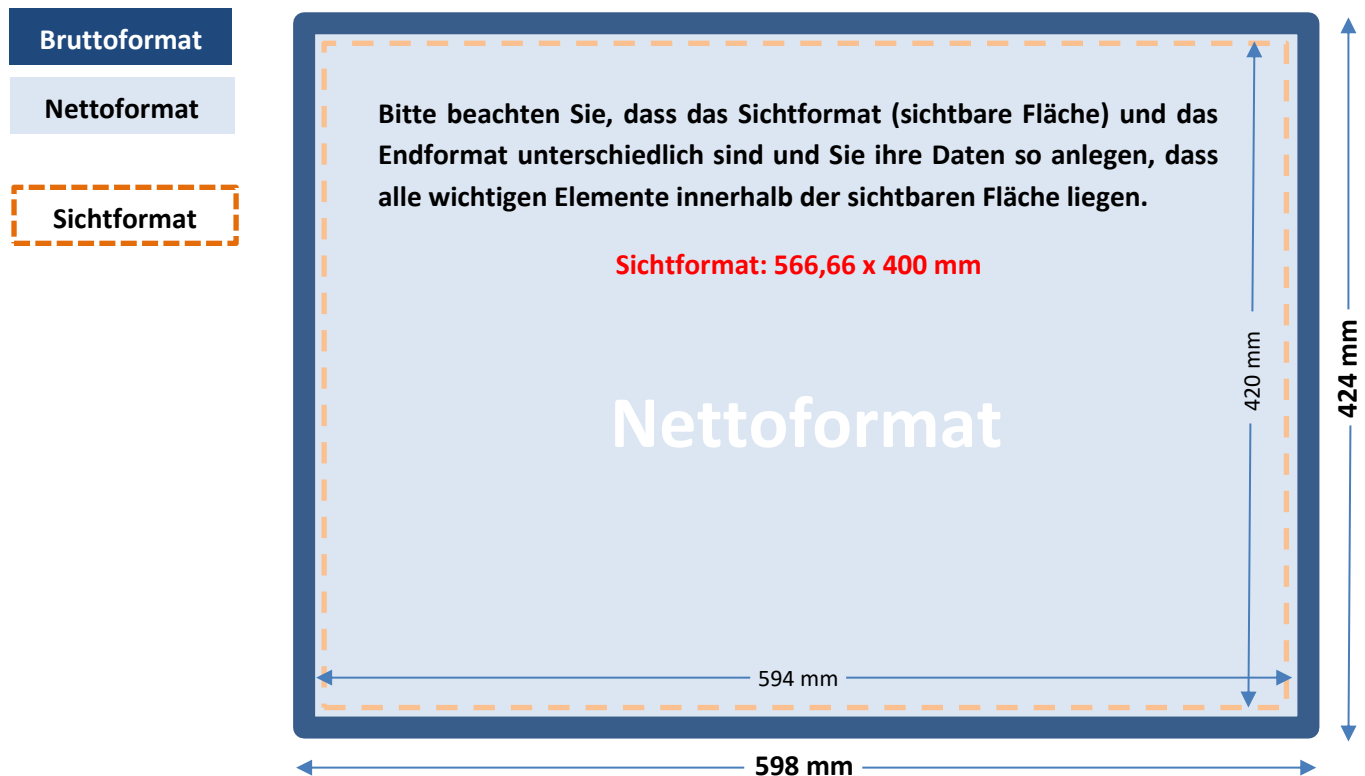 Bruttoformat
Nettoformat
Sichtformat
Bitte beachten Sie, dass das Sichtformat (sichtbare Fläche) und das
Endformat unterschiedlich sind und Sie ihre Daten so anlegen, dass
alle wichtigen Elemente innerhalb der sichtbaren Fläche liegen.
Sichtformat: 566,66 x 400 mm
Nettoformat
420 mm
424 mm
594 mm
598 mm